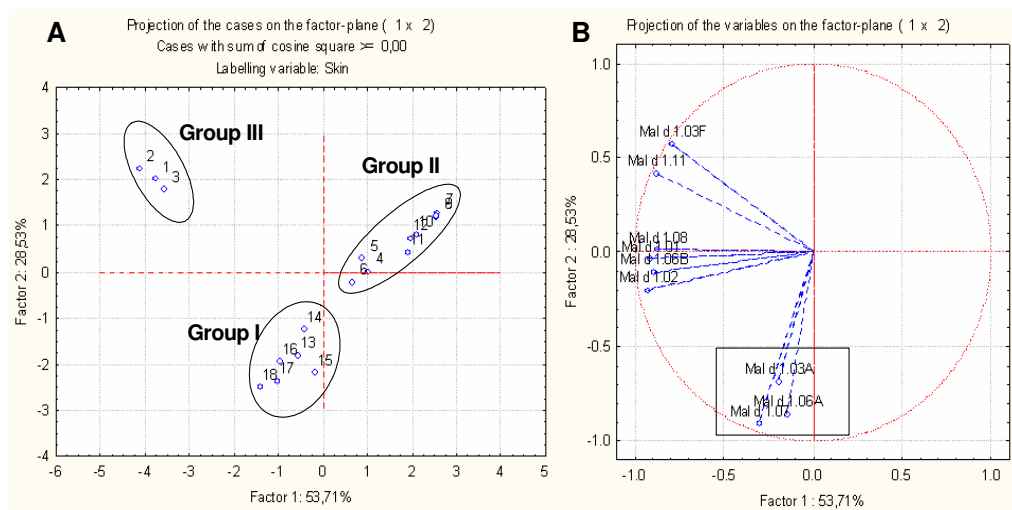 A
Projection of the cases on the factor-plane ( 1 x 2)
Cases with sum of cosine square >= 0,00
Labelling variable: Skin
4
3
2
1
0
-1
-2
-3
-4
-6
-5
-4
-3
-2
-1
0
1
2
3
4
5
Factor 2: 28,53%
Factor 1: 53,71%
Group III
2
1
3
Group II
7
10
12
11
5
4
6
Group I
14
13
16
15
17
18
B
Projection of the variables on the factor-plane ( 1 x 2)
1.0
0.5
0.0
-0.5
-1.0
-1.0
-0.5
0.0
0.5
1.0
Factor 2 : 28,53%
Factor 1 : 53,71%
Mal d 1.03F
Mal d 1.11
Mal d 1.08
Mal d 1.01
Mal d 1.06B
Mal d 1.02
Mal d 1.03A
Mal d 1.06A
Mal d 1.07